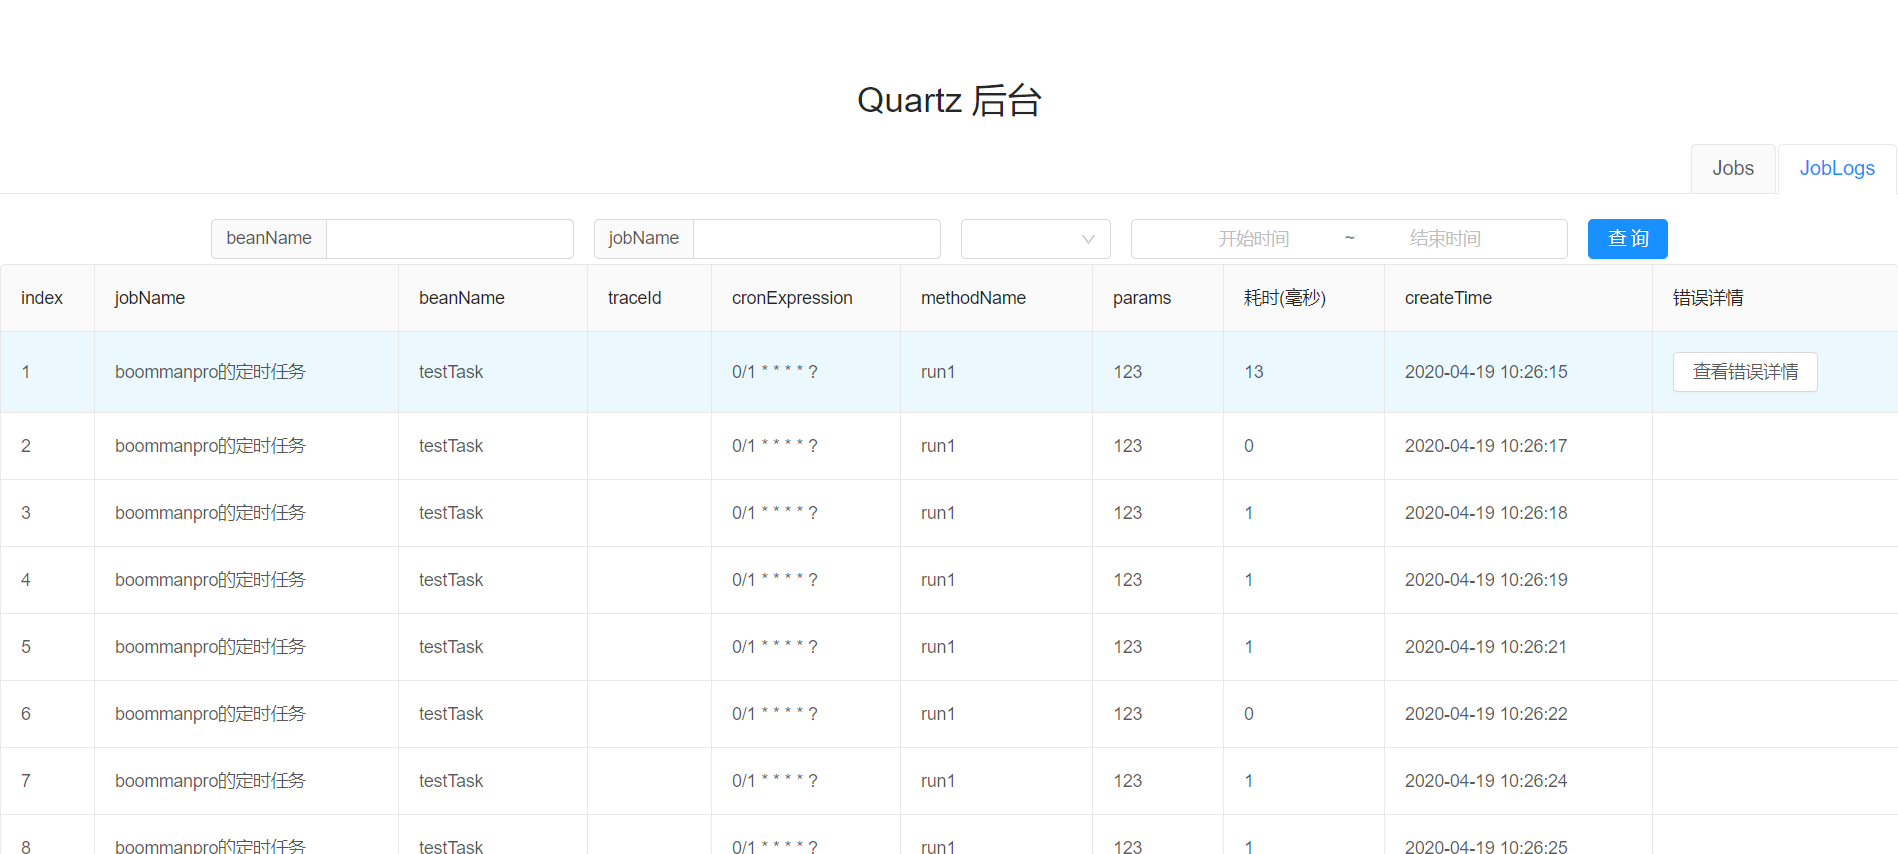 Quartz 后台
Jobs JobLogs
beanName jobName 开始时间 ~ 结束时间 查 询
index jobName beanName traceId cronExpression methodName params 耗时(毫秒) createTime 错误详情
1 boommanpro的定时任务 testTask 0/1 * * * * ? run1 123 13 2020-04-19 10:26:15 查看错误详情
2 boommanpro的定时任务 testTask 0/1 * * * * ? run1 123 0 2020-04-19 10:26:17
3 boommanpro的定时任务 testTask 0/1 * * * * ? run1 123 1 2020-04-19 10:26:18
4 boommanpro的定时任务 testTask 0/1 * * * * ? run1 123 1 2020-04-19 10:26:19
5 boommanpro的定时任务 testTask 0/1 * * * * ? run1 123 1 2020-04-19 10:26:21
6 boommanpro的定时任务 testTask 0/1 * * * * ? run1 123 0 2020-04-19 10:26:22
7 boommanpro的定时任务 testTask 0/1 * * * * ? run1 123 1 2020-04-19 10:26:24
8 boommanpro的定时任务 testTask 0/1 * * * * ? run1 123 1 2020-04-19 10:26:25